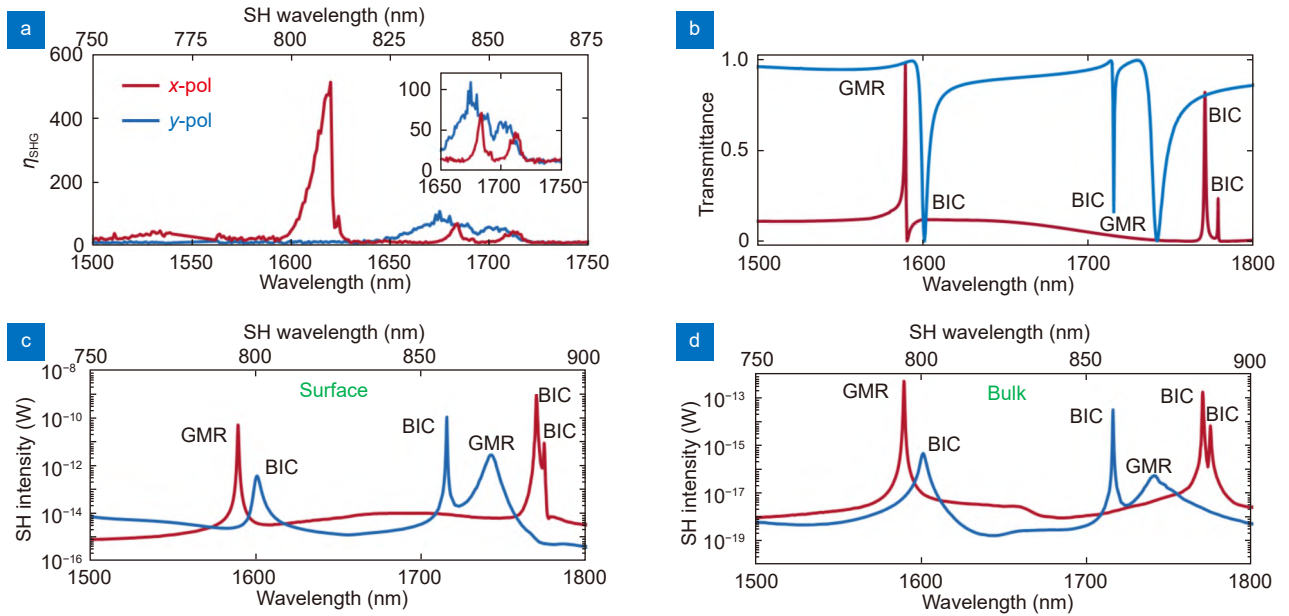 a
SH wavelength (nm)
750 775 800 825 850 875
600
400
200
0
ηSHG
x-pol
y-pol
100
50
0
1650 1700 1750
1500 1550 1600 1650 1700 1750
Wavelength (nm)
b
1.0
0.5
0
Transmittance
GMR
BIC
BIC
GMR
BIC
BIC
1500 1600 1700 1800
Wavelength (nm)
c
SH wavelength (nm)
750 800 850 900
10⁻⁸
10⁻¹⁰
10⁻¹²
10⁻¹⁴
10⁻¹⁶
SH intensity (W)
Surface
GMR
BIC
BIC
GMR
BIC
BIC
1500 1600 1700 1800
Wavelength (nm)
d
SH wavelength (nm)
750 800 850 900
10⁻¹³
10⁻¹⁵
10⁻¹⁷
10⁻¹⁹
SH intensity (W)
Bulk
GMR
BIC
BIC
GMR
BIC
BIC
1500 1600 1700 1800
Wavelength (nm)